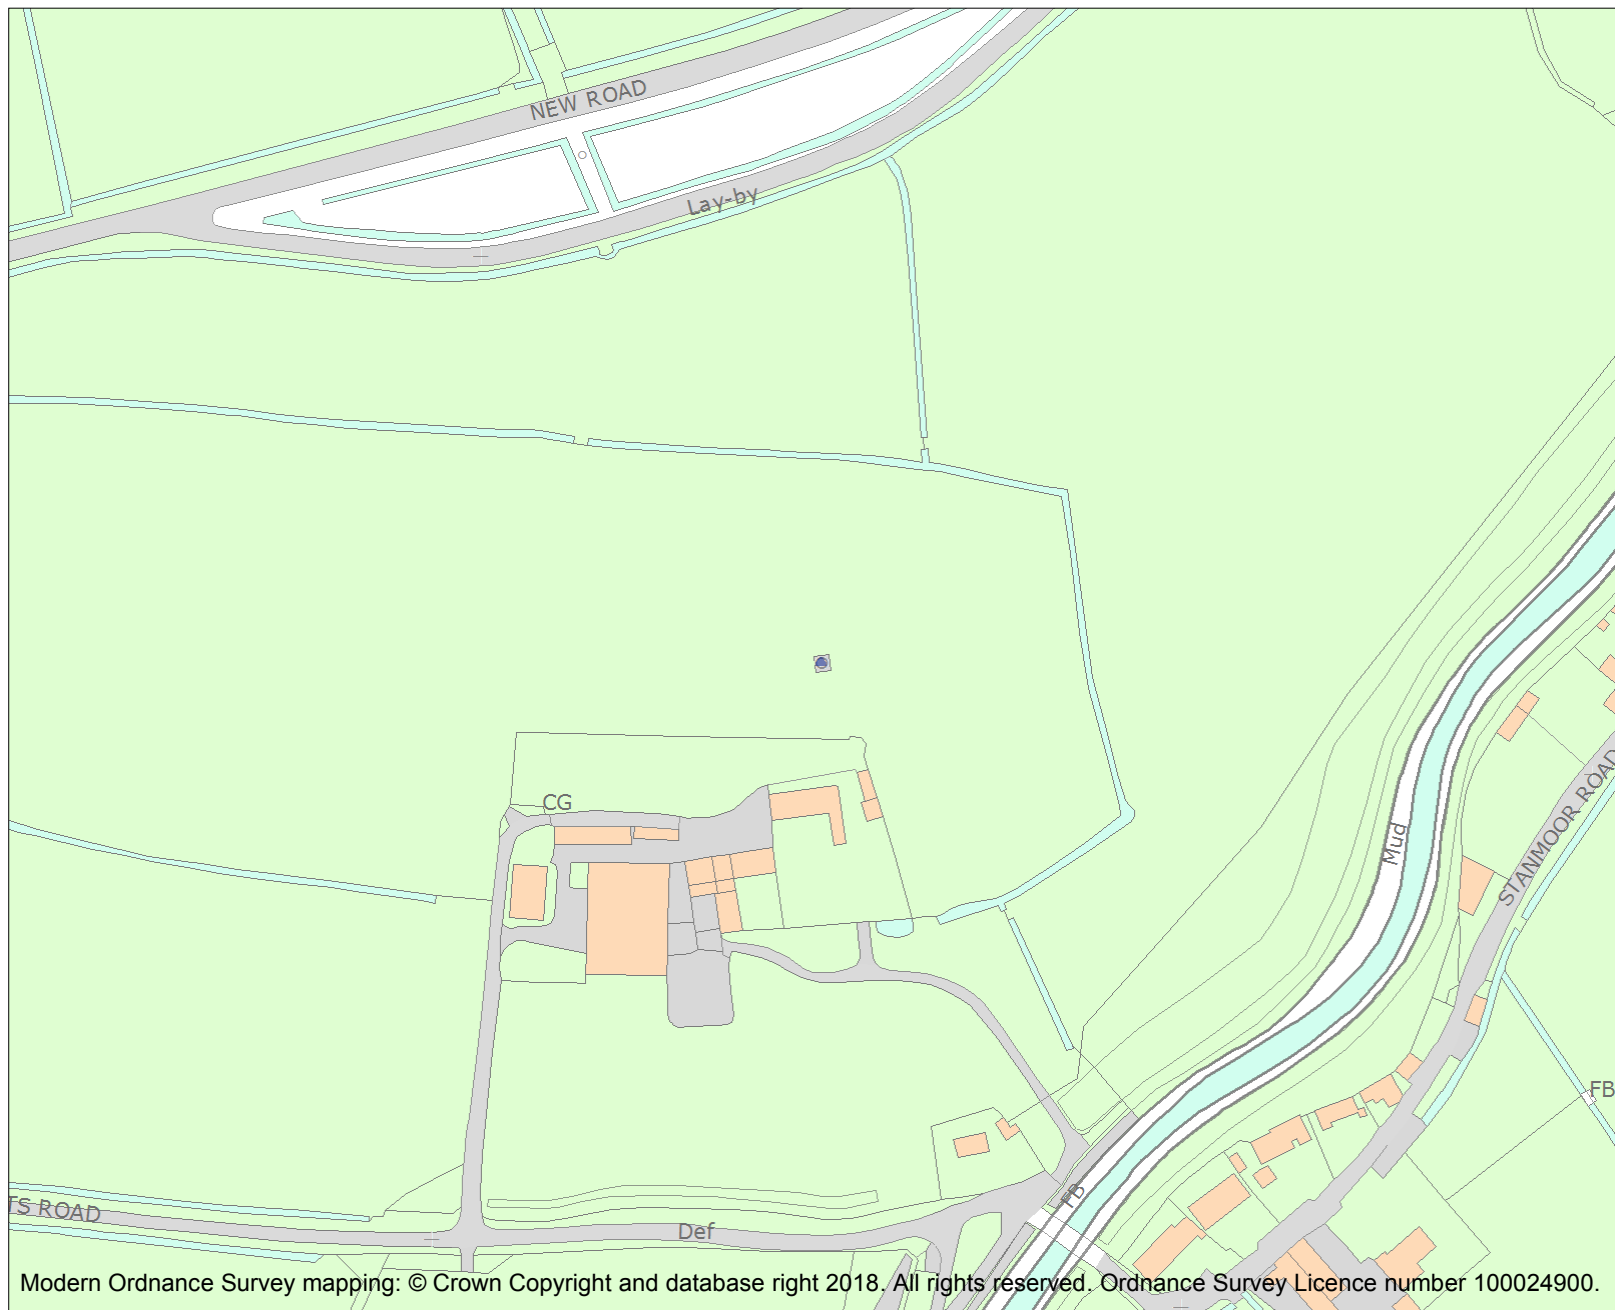 NEW ROAD
Lay-by
CG
Mud
STANMOOR ROAD
FB
FB
TS ROAD
Def
Modern Ordnance Survey mapping: © Crown Copyright and database right 2018. All rights reserved. Ordnance Survey Licence number 100024900.